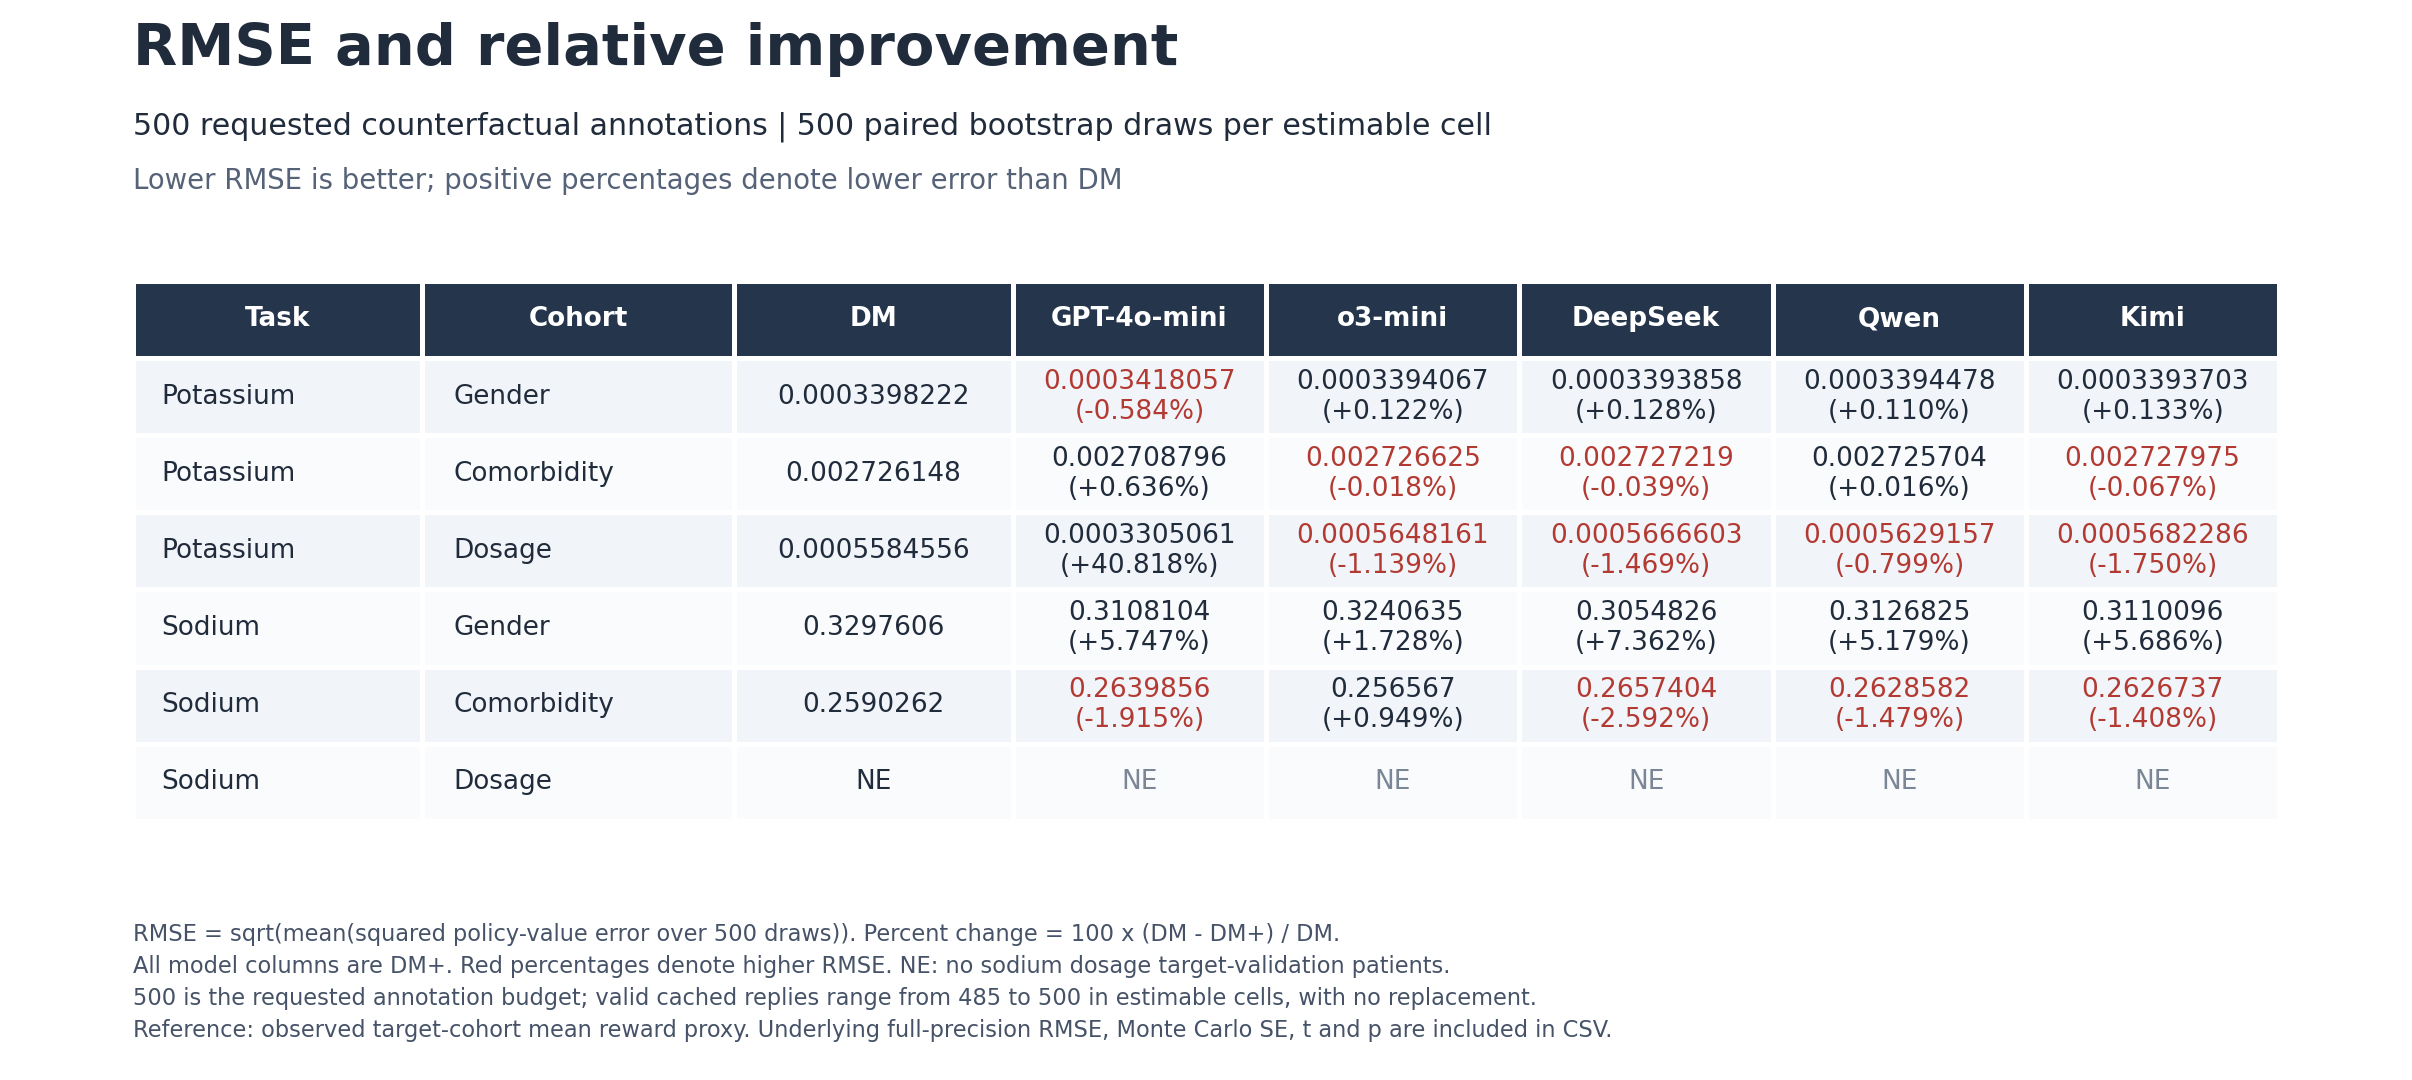 RMSE and relative improvement
500 requested counterfactual annotations | 500 paired bootstrap draws per estimable cell
Lower RMSE is better; positive percentages denote lower error than DM
Task Cohort DM GPT-4o-mini o3-mini DeepSeek Qwen Kimi
Potassium Gender 0.0003398222 0.0003418057 0.0003394067 0.0003393858 0.0003394478 0.0003393703
(-0.584%) (+0.122%) (+0.128%) (+0.110%) (+0.133%)
Potassium Comorbidity 0.002726148 0.002708796 0.002726625 0.002727219 0.002725704 0.002727975
(+0.636%) (-0.018%) (-0.039%) (+0.016%) (-0.067%)
Potassium Dosage 0.0005584556 0.0003305061 0.0005648161 0.0005666603 0.0005629157 0.0005682286
(+40.818%) (-1.139%) (-1.469%) (-0.799%) (-1.750%)
Sodium Gender 0.3297606 0.3108104 0.3240635 0.3054826 0.3126825 0.3110096
(+5.747%) (+1.728%) (+7.362%) (+5.179%) (+5.686%)
Sodium Comorbidity 0.2590262 0.2639856 0.256567 0.2657404 0.2628582 0.2626737
(-1.915%) (+0.949%) (-2.592%) (-1.479%) (-1.408%)
Sodium Dosage NE NE NE NE NE NE
RMSE = sqrt(mean(squared policy-value error over 500 draws)). Percent change = 100 x (DM - DM+) / DM.
All model columns are DM+. Red percentages denote higher RMSE. NE: no sodium dosage target-validation patients.
500 is the requested annotation budget; valid cached replies range from 485 to 500 in estimable cells, with no replacement.
Reference: observed target-cohort mean reward proxy. Underlying full-precision RMSE, Monte Carlo SE, t and p are included in CSV.